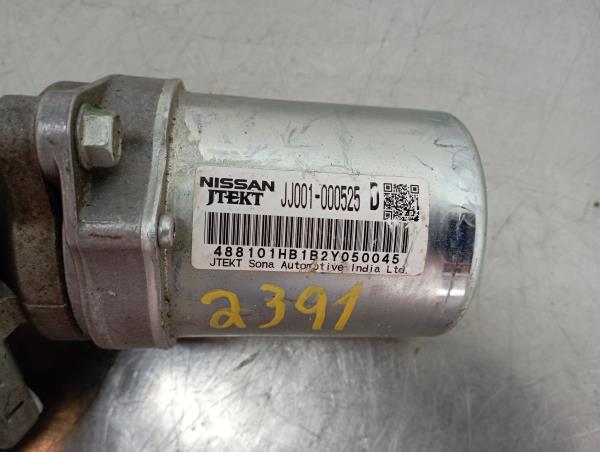 NISSAN
JTEKT JJ001-000525 D
488101HB1B2Y050045
JTEKT Sona Automotive India Ltd.
2391